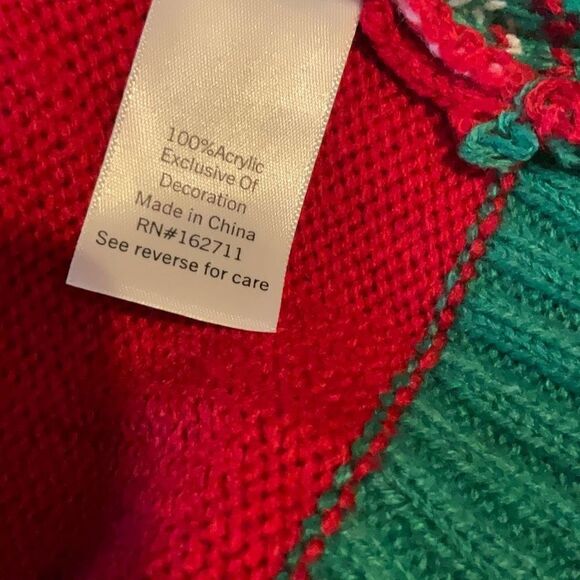 100%Acrylic
Exclusive Of
Decoration
Made in China
RN#162711
See reverse for care